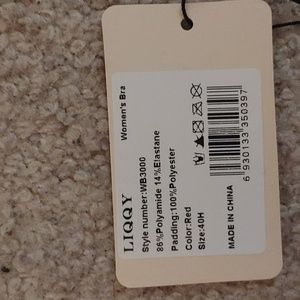 LIQQY
Women's Bra
Style number:WB3000
86%Polyamide 14%Elastane
Padding:100%Polyester
Color:Red
Size:40H
MADE IN CHINA
6 930133 350397